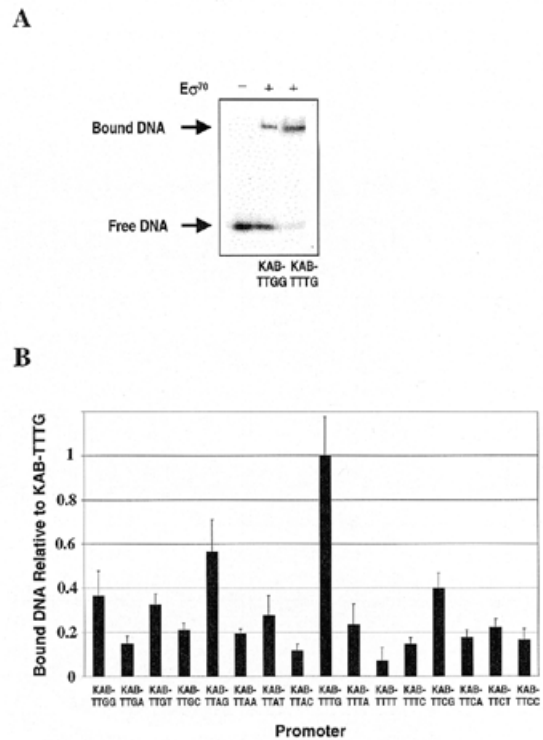 A
Eσ70 – + +
Bound DNA
Free DNA
KAB- KAB-
TTGG TTTG
B
Bound DNA Relative to KAB-TTTG
1
0.8
0.6
0.4
0.2
0
KAB- KAB- KAB- KAB- KAB- KAB- KAB- KAB- KAB- KAB- KAB- KAB- KAB- KAB- KAB- KAB-
TTGG TTGA TTGT TTGC TTAG TTAA TTAT TTAC TTTG TTTA TTTT TTTC TTCG TTCA TTCT TTCC
Promoter